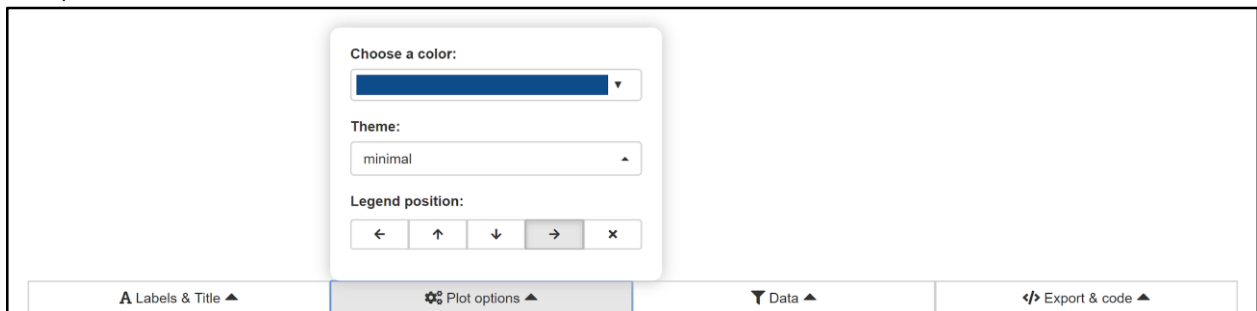 Choose a color:
Theme:
minimal
Legend position:
A Labels & Title
Plot options
Data
</> Export & code